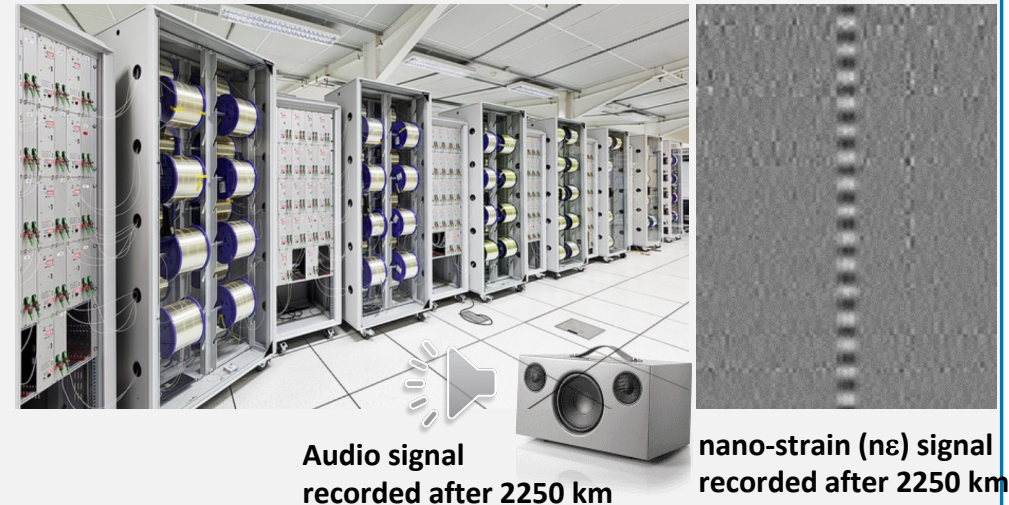 Audio signal
recorded after 2250 km
nano-strain (nε) signal
recorded after 2250 km